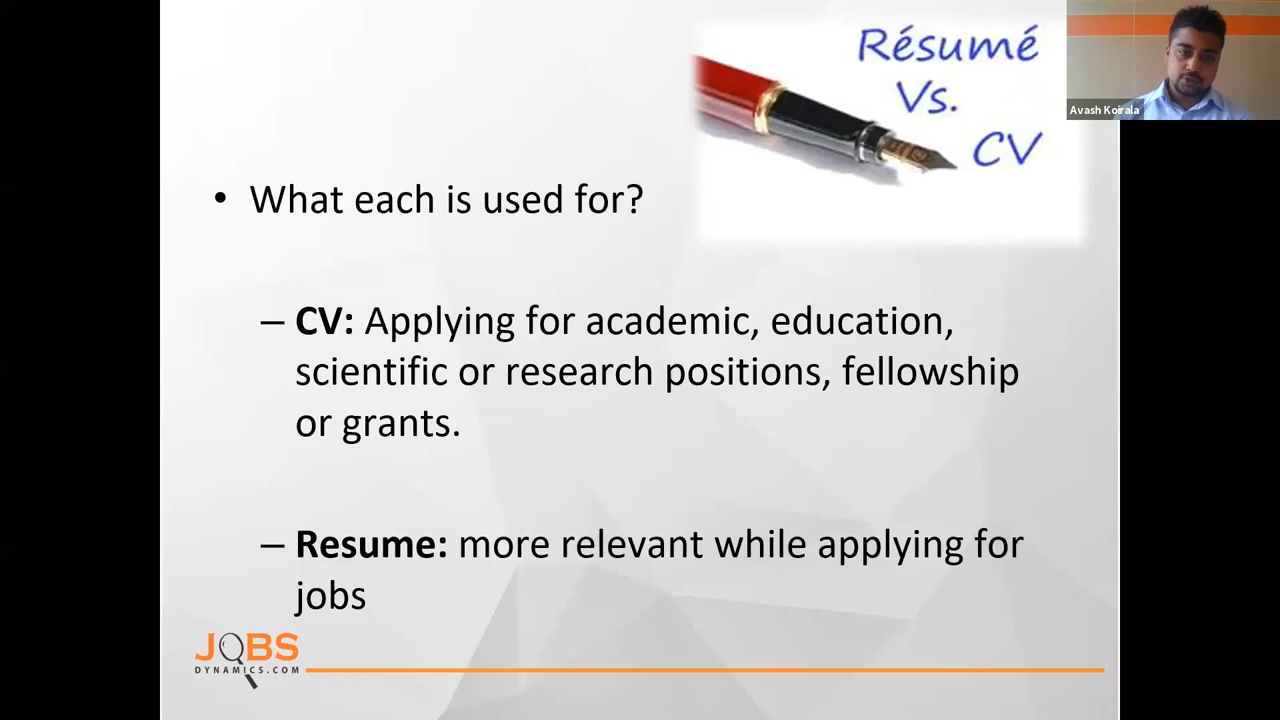 Résumé
Vs.
CV
Avash Koirala
• What each is used for?
– CV: Applying for academic, education,
scientific or research positions, fellowship
or grants.
– Resume: more relevant while applying for
jobs
JOBS
DYNAMICS.COM